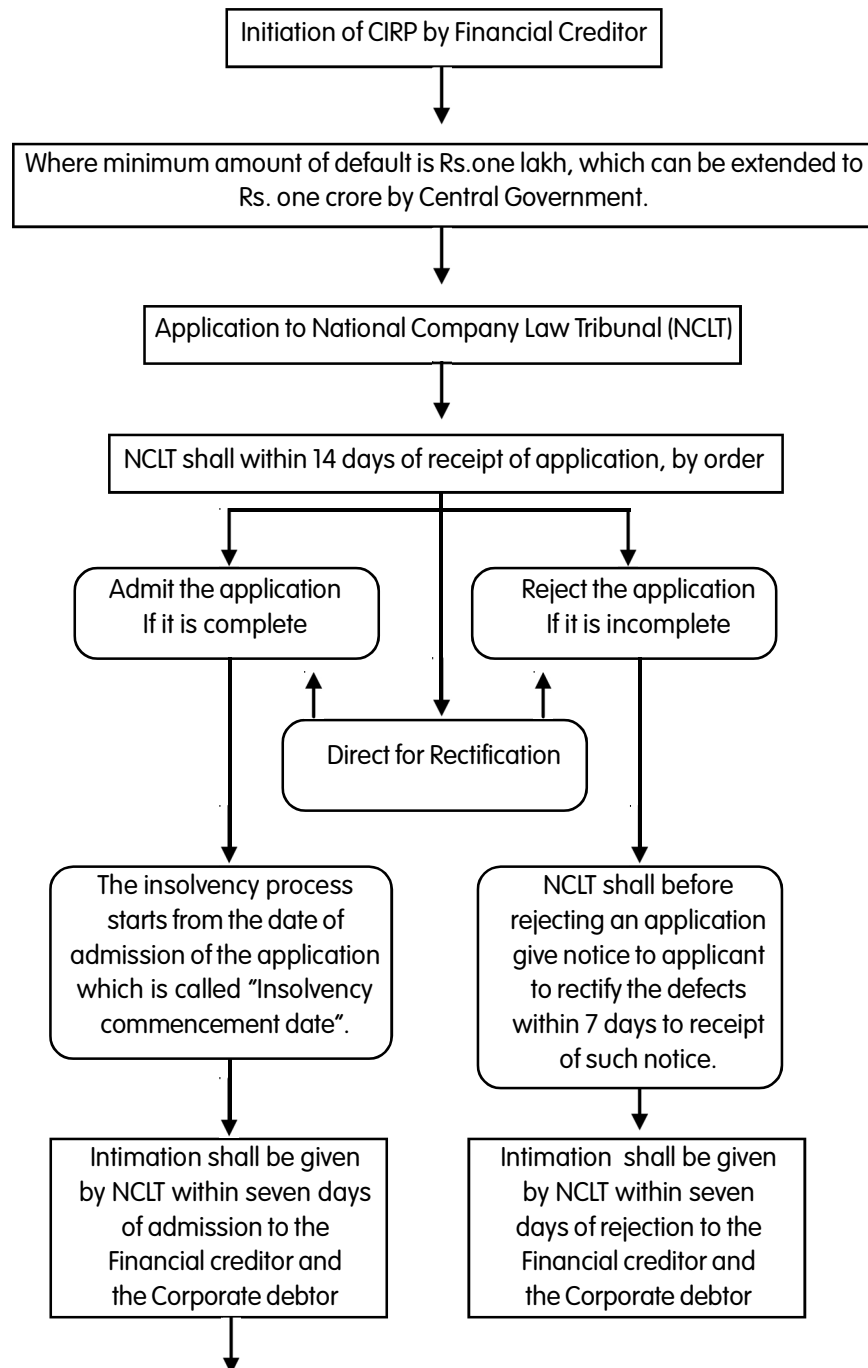 Initiation of CIRP by Financial Creditor
Where minimum amount of default is Rs.one lakh, which can be extended to
Rs. one crore by Central Government.
Application to National Company Law Tribunal (NCLT)
NCLT shall within 14 days of receipt of application, by order
Admit the application
If it is complete
Reject the application
If it is incomplete
Direct for Rectification
The insolvency process
starts from the date of
admission of the application
which is called "Insolvency
commencement date".
NCLT shall before
rejecting an application
give notice to applicant
to rectify the defects
within 7 days to receipt
of such notice.
Intimation shall be given
by NCLT within seven days
of admission to the
Financial creditor and
the Corporate debtor
Intimation shall be given
by NCLT within seven
days of rejection to the
Financial creditor and
the Corporate debtor